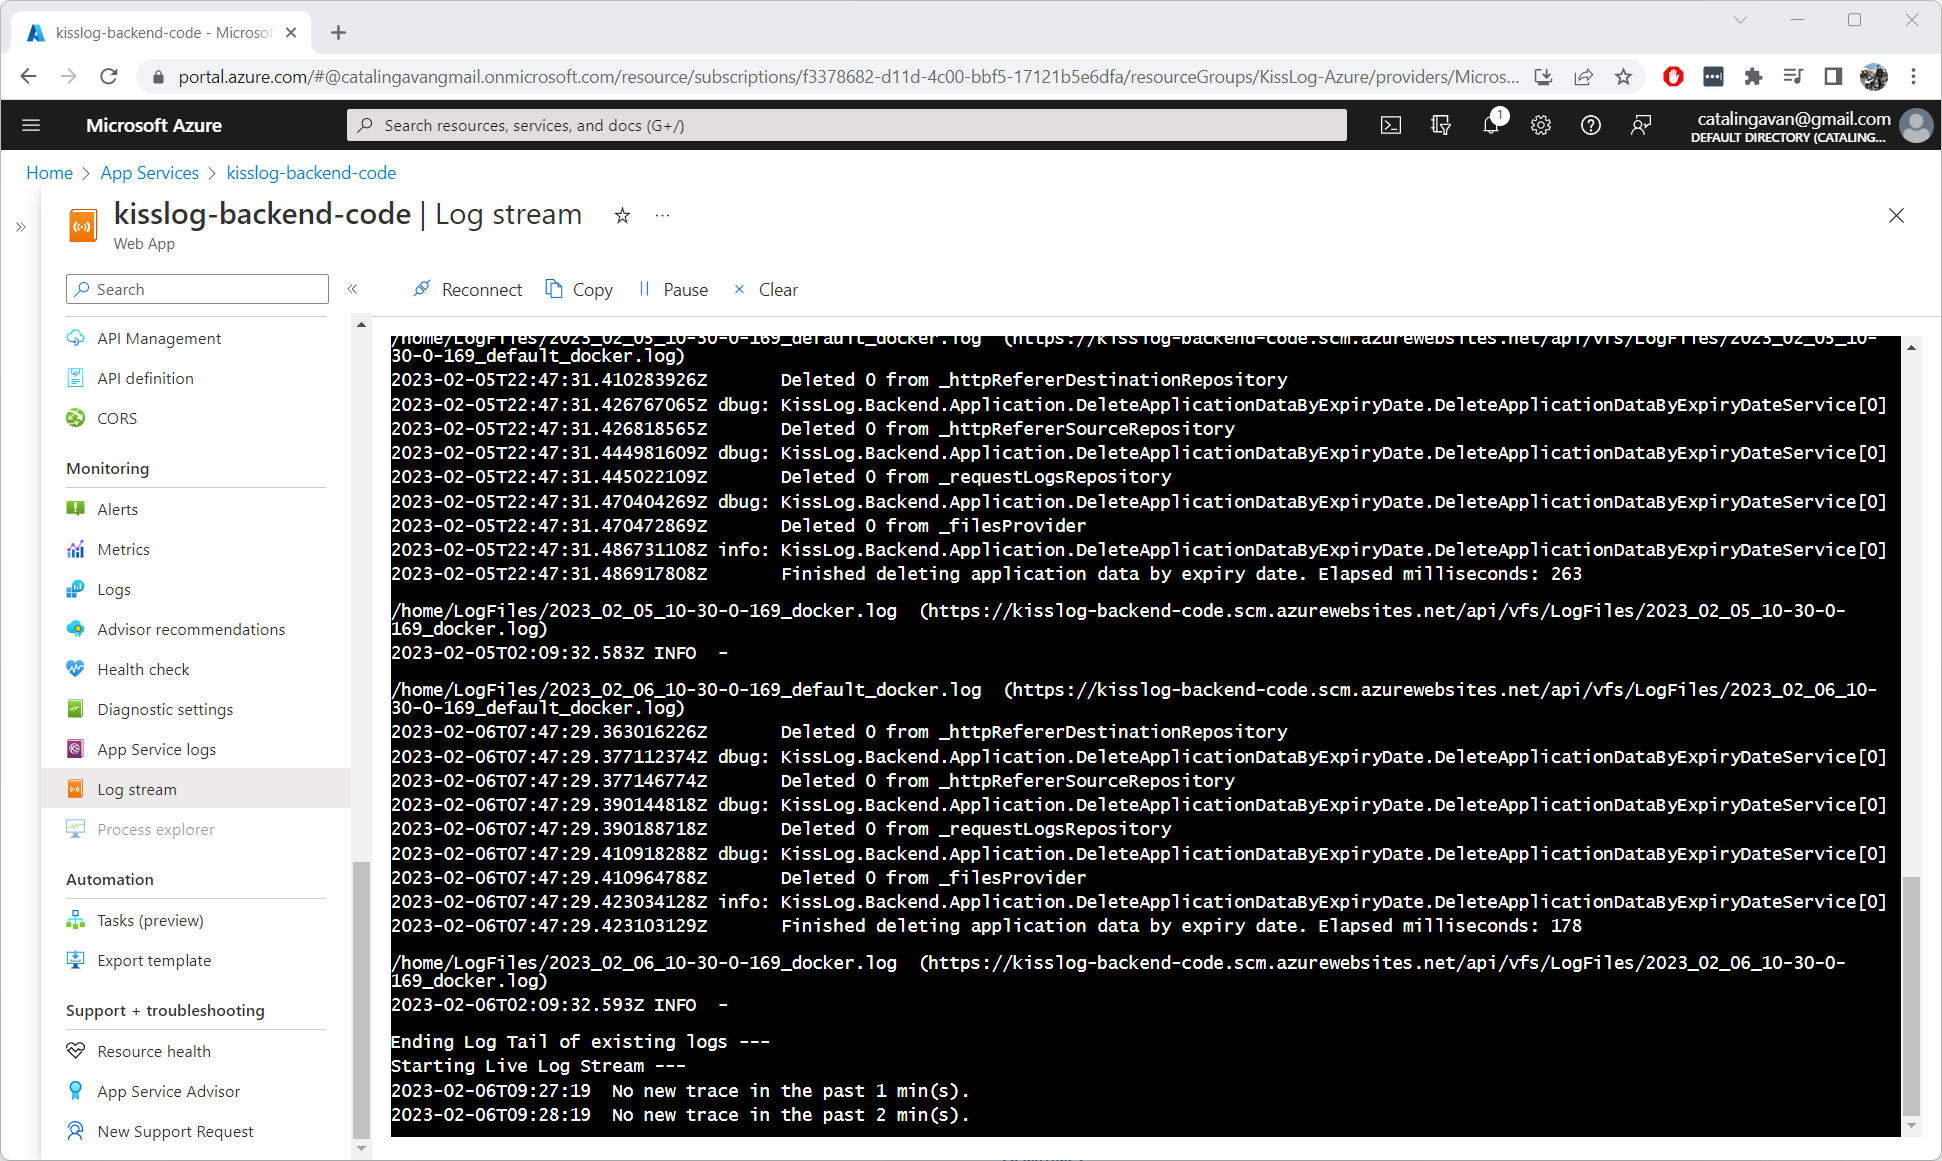 kisslog-backend-code - Microsof
portal.azure.com/#@catalingavangmail.onmicrosoft.com/resource/subscriptions/f3378682-d11d-4c00-bbf5-17121b5e6dfa/resourceGroups/KissLog-Azure/providers/Micros...
Microsoft Azure
Search resources, services, and docs (G+/)
1
catalingavan@gmail.com
DEFAULT DIRECTORY (CATALING...
Home > App Services > kisslog-backend-code
kisslog-backend-code | Log stream
Web App
Search
Reconnect Copy Pause Clear
API Management
API definition
CORS
Monitoring
Alerts
Metrics
Logs
Advisor recommendations
Health check
Diagnostic settings
App Service logs
Log stream
Process explorer
Automation
Tasks (preview)
Export template
Support + troubleshooting
Resource health
App Service Advisor
New Support Request
/home/LogFiles/2023_02_05_10-30-0-169_default_docker.log  (https://kisslog-backend-code.scm.azurewebsites.net/api/vfs/LogFiles/2023_02_05_10-
30-0-169_default_docker.log)
2023-02-05T22:47:31.410283926Z       Deleted 0 from _httpRefererDestinationRepository
2023-02-05T22:47:31.426767065Z dbug: KissLog.Backend.Application.DeleteApplicationDataByExpiryDate.DeleteApplicationDataByExpiryDateService[0]
2023-02-05T22:47:31.426818565Z       Deleted 0 from _httpRefererSourceRepository
2023-02-05T22:47:31.444981609Z dbug: KissLog.Backend.Application.DeleteApplicationDataByExpiryDate.DeleteApplicationDataByExpiryDateService[0]
2023-02-05T22:47:31.445022109Z       Deleted 0 from _requestLogsRepository
2023-02-05T22:47:31.470404269Z dbug: KissLog.Backend.Application.DeleteApplicationDataByExpiryDate.DeleteApplicationDataByExpiryDateService[0]
2023-02-05T22:47:31.470472869Z       Deleted 0 from _filesProvider
2023-02-05T22:47:31.486731108Z info: KissLog.Backend.Application.DeleteApplicationDataByExpiryDate.DeleteApplicationDataByExpiryDateService[0]
2023-02-05T22:47:31.486917808Z       Finished deleting application data by expiry date. Elapsed milliseconds: 263
/home/LogFiles/2023_02_05_10-30-0-169_docker.log  (https://kisslog-backend-code.scm.azurewebsites.net/api/vfs/LogFiles/2023_02_05_10-30-0-
169_docker.log)
2023-02-05T02:09:32.583Z INFO  -
/home/LogFiles/2023_02_06_10-30-0-169_default_docker.log  (https://kisslog-backend-code.scm.azurewebsites.net/api/vfs/LogFiles/2023_02_06_10-
30-0-169_default_docker.log)
2023-02-06T07:47:29.363016226Z       Deleted 0 from _httpRefererDestinationRepository
2023-02-06T07:47:29.377112374Z dbug: KissLog.Backend.Application.DeleteApplicationDataByExpiryDate.DeleteApplicationDataByExpiryDateService[0]
2023-02-06T07:47:29.377146774Z       Deleted 0 from _httpRefererSourceRepository
2023-02-06T07:47:29.390144818Z dbug: KissLog.Backend.Application.DeleteApplicationDataByExpiryDate.DeleteApplicationDataByExpiryDateService[0]
2023-02-06T07:47:29.390188718Z       Deleted 0 from _requestLogsRepository
2023-02-06T07:47:29.410918288Z dbug: KissLog.Backend.Application.DeleteApplicationDataByExpiryDate.DeleteApplicationDataByExpiryDateService[0]
2023-02-06T07:47:29.410964788Z       Deleted 0 from _filesProvider
2023-02-06T07:47:29.423034128Z info: KissLog.Backend.Application.DeleteApplicationDataByExpiryDate.DeleteApplicationDataByExpiryDateService[0]
2023-02-06T07:47:29.423103129Z       Finished deleting application data by expiry date. Elapsed milliseconds: 178
/home/LogFiles/2023_02_06_10-30-0-169_docker.log  (https://kisslog-backend-code.scm.azurewebsites.net/api/vfs/LogFiles/2023_02_06_10-30-0-
169_docker.log)
2023-02-06T02:09:32.593Z INFO  -
Ending Log Tail of existing logs ---
Starting Live Log Stream ---
2023-02-06T09:27:19  No new trace in the past 1 min(s).
2023-02-06T09:28:19  No new trace in the past 2 min(s).